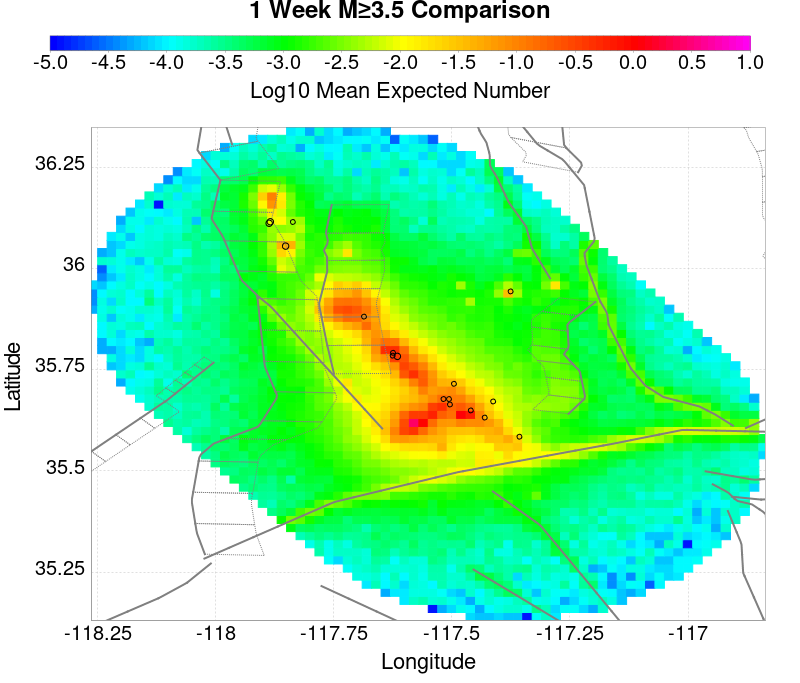 1 Week M≥3.5 Comparison
-5.0 -4.5 -4.0 -3.5 -3.0 -2.5 -2.0 -1.5 -1.0 -0.5 0.0 0.5 1.0
Log10 Mean Expected Number
36.25
36
35.75
35.5
35.25
Latitude
-118.25 -118 -117.75 -117.5 -117.25 -117
Longitude